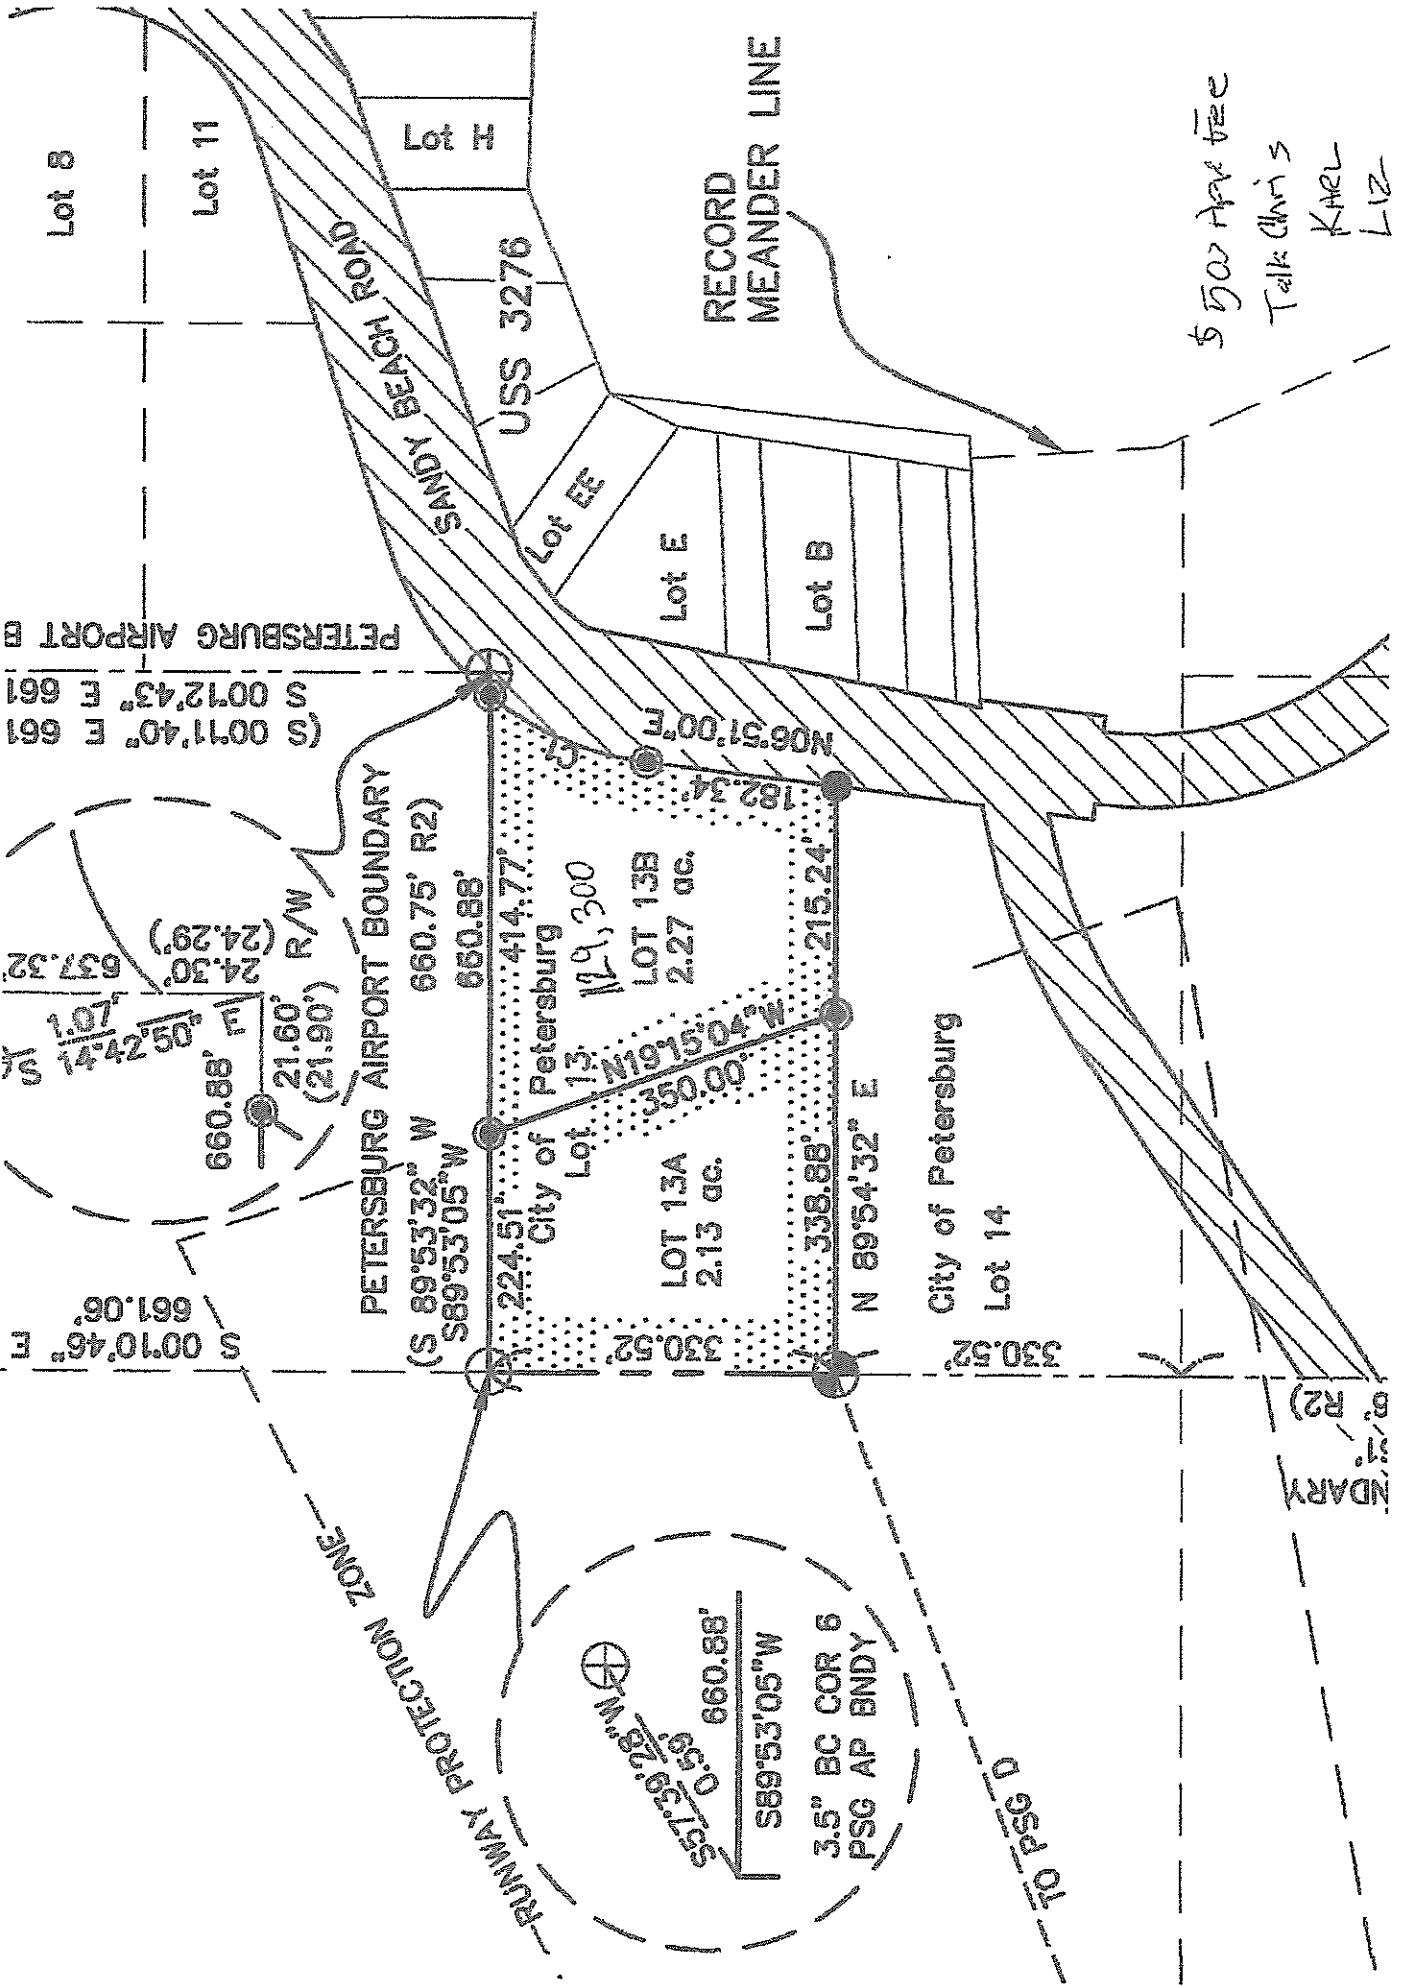 Lot 8
Lot 11
SANDY BEACH ROAD
Lot H
USS 3276
Lot EE
Lot E
Lot B
RECORD
MEANDER LINE
$500
Talk Chris
KARL
LIZ
PETERSBURG AIRPORT B
S 00°12'43" E 661
(S 00°11'40" E 661
637.32'
24.30'
(24.29')
R/W
1.07'
14°42'50" E
660.88'
21.60'
(21.90')
PETERSBURG AIRPORT BOUNDARY
(S 89°53'32" W 660.75' R2)
S89°53'05"W 660.88'
224.51'
414.77'
City of Petersburg
Lot 13
129,300
LOT 13B
2.27 ac.
C7
N06°51'00"E
182.34'
N19°15'04"W
350.00'
LOT 13A
2.13 ac.
330.52'
338.88'
215.24'
N 89°54'32" E
City of Petersburg
Lot 14
330.52'
S 00°10'46" E
661.06'
RUNWAY PROTECTION ZONE
S57°39'28"W
0.59'
660.88'
S89°53'05"W
3.5" BC COR 6
PSG AP BNDY
TO PSG D
6' R2)
NDARY